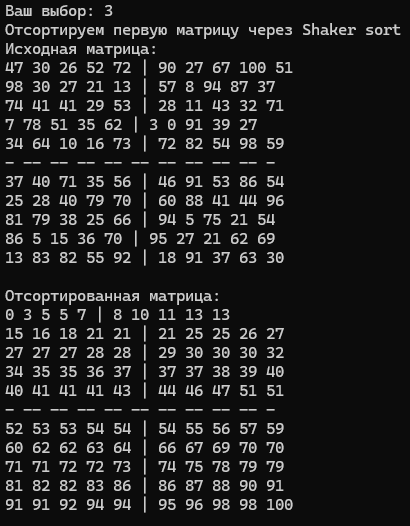 Ваш выбор: 3
Отсортируем первую матрицу через Shaker sort
Исходная матрица:
47 30 26 52 72 | 90 27 67 100 51
98 30 27 21 13 | 57 8 94 87 37
74 41 41 29 53 | 28 11 43 32 71
7 78 51 35 62 | 3 0 91 39 27
34 64 10 16 73 | 72 82 54 98 59
— —— —— —— —— —— —— —— —— —— —
37 40 71 35 56 | 46 91 53 86 54
25 28 40 79 70 | 60 88 41 44 96
81 79 38 25 66 | 94 5 75 21 54
86 5 15 36 70 | 95 27 21 62 69
13 83 82 55 92 | 18 91 37 63 30
Отсортированная матрица:
0 3 5 5 7 | 8 10 11 13 13
15 16 18 21 21 | 21 25 25 26 27
27 27 27 28 28 | 29 30 30 30 32
34 35 35 36 37 | 37 37 38 39 40
40 41 41 41 43 | 44 46 47 51 51
— —— —— —— —— —— —— —— —— —— —
52 53 53 54 54 | 54 55 56 57 59
60 62 62 63 64 | 66 67 69 70 70
71 71 72 72 73 | 74 75 78 79 79
81 82 82 83 86 | 86 87 88 90 91
91 91 92 94 94 | 95 96 98 98 100